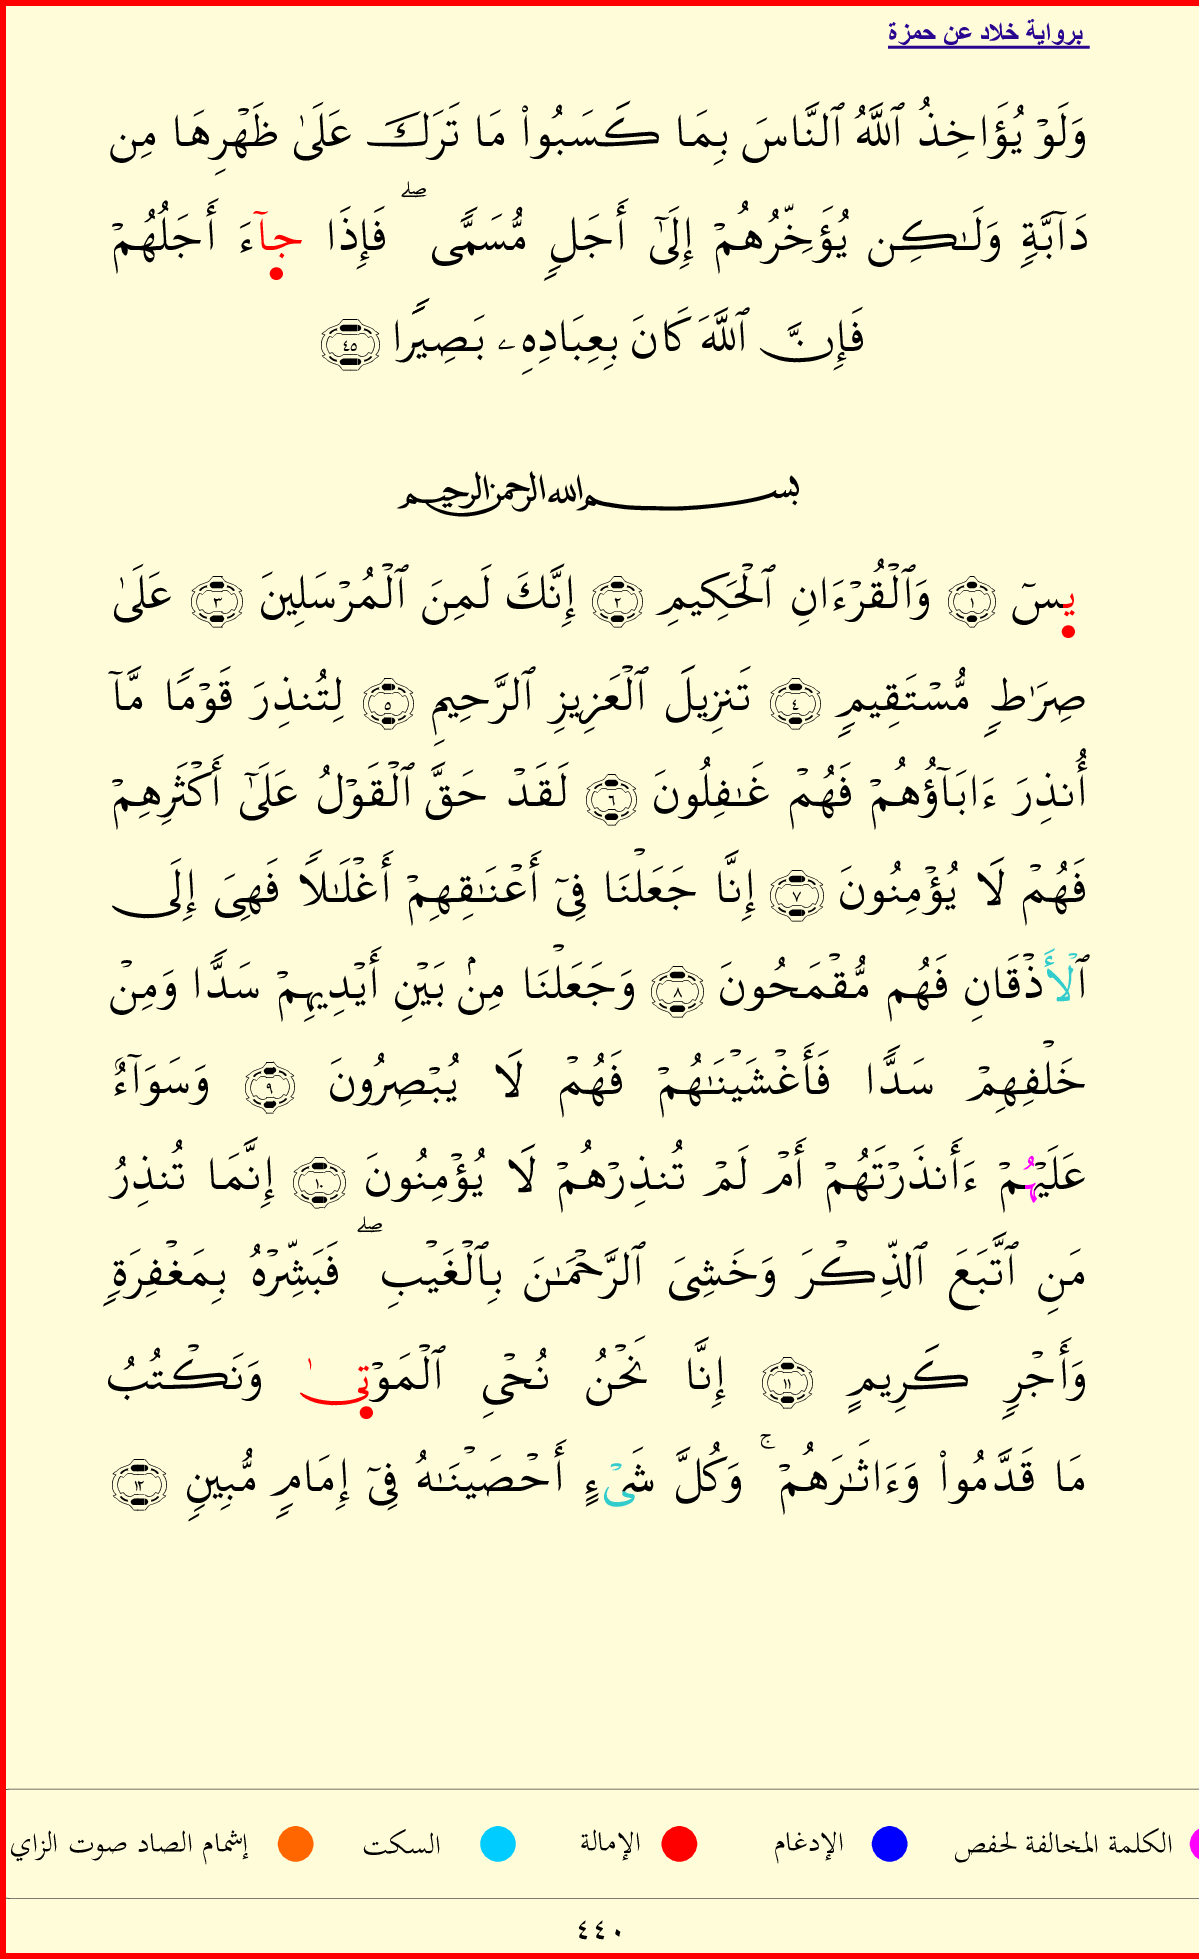 برواية خلاد عن حمزة
وَلَوْ يُؤَاخِذُ ٱللَّهُ ٱلنَّاسَ بِمَا كَسَبُوا۟ مَا تَرَكَ عَلَىٰ ظَهْرِهَا مِن
دَآبَّةٍ وَلَـٰكِن يُؤَخِّرُهُمْ إِلَىٰٓ أَجَلٍ مُّسَمًّى ۖ فَإِذَا جَآءَ أَجَلُهُمْ
فَإِنَّ ٱللَّهَ كَانَ بِعِبَادِهِۦ بَصِيرًا ٤٥
بسم الله الرحمن الرحيم
يسٓ ١ وَٱلْقُرْءَانِ ٱلْحَكِيمِ ٢ إِنَّكَ لَمِنَ ٱلْمُرْسَلِينَ ٣ عَلَىٰ
صِرَٰطٍ مُّسْتَقِيمٍ ٤ تَنزِيلَ ٱلْعَزِيزِ ٱلرَّحِيمِ ٥ لِتُنذِرَ قَوْمًا مَّآ
أُنذِرَ ءَابَآؤُهُمْ فَهُمْ غَـٰفِلُونَ ٦ لَقَدْ حَقَّ ٱلْقَوْلُ عَلَىٰٓ أَكْثَرِهِمْ
فَهُمْ لَا يُؤْمِنُونَ ٧ إِنَّا جَعَلْنَا فِىٓ أَعْنَـٰقِهِمْ أَغْلَـٰلًا فَهِىَ إِلَى
ٱلْأَذْقَانِ فَهُم مُّقْمَحُونَ ٨ وَجَعَلْنَا مِنۢ بَيْنِ أَيْدِيهِمْ سَدًّا وَمِنْ
خَلْفِهِمْ سَدًّا فَأَغْشَيْنَـٰهُمْ فَهُمْ لَا يُبْصِرُونَ ٩ وَسَوَآءٌ
عَلَيْهُمْ ءَأَنذَرْتَهُمْ أَمْ لَمْ تُنذِرْهُمْ لَا يُؤْمِنُونَ ١٠ إِنَّمَا تُنذِرُ
مَنِ ٱتَّبَعَ ٱلذِّكْرَ وَخَشِىَ ٱلرَّحْمَـٰنَ بِٱلْغَيْبِ ۖ فَبَشِّرْهُ بِمَغْفِرَةٍ
وَأَجْرٍ كَرِيمٍ ١١ إِنَّا نَحْنُ نُحْىِ ٱلْمَوْتِىٰ وَنَكْتُبُ
مَا قَدَّمُوا۟ وَءَاثَـٰرَهُمْ ۚ وَكُلَّ شَىْءٍ أَحْصَيْنَـٰهُ فِىٓ إِمَامٍ مُّبِينٍ ١٢
الكلمة المخالفة لحفص الإدغام الإمالة السكت إشمام الصاد صوت الزاي
٤٤٠